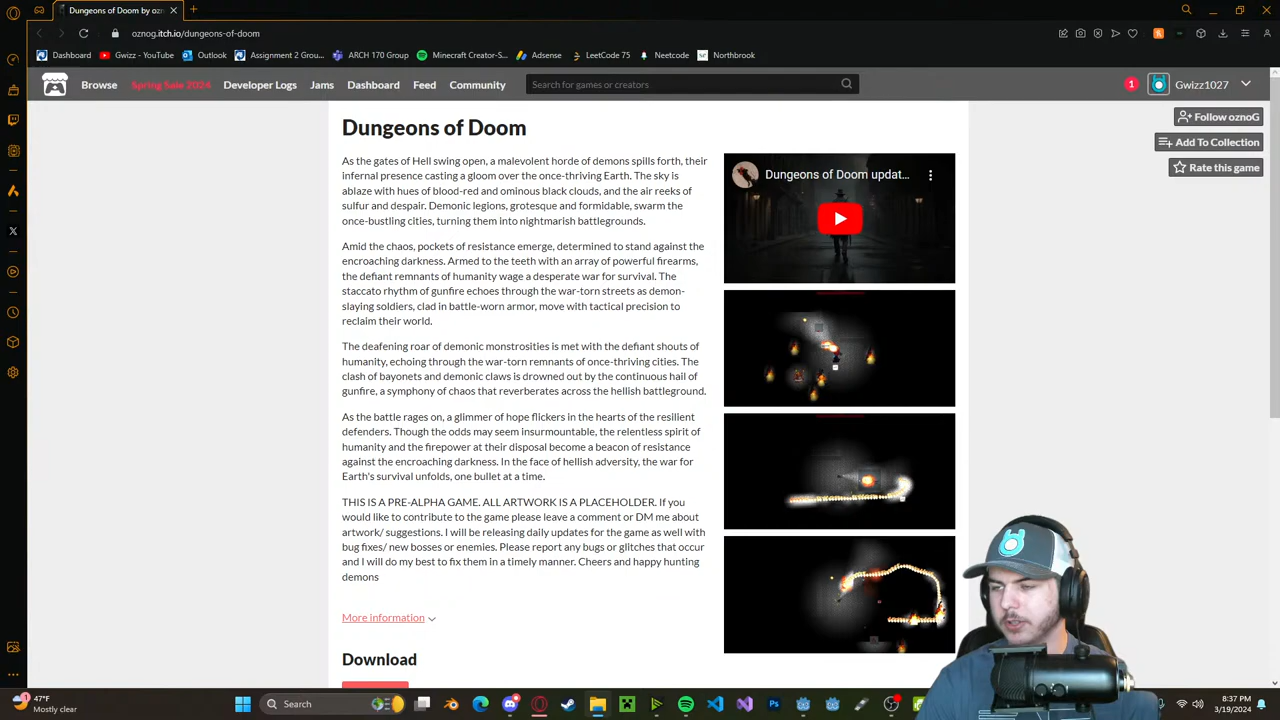 Dungeons of Doom by ozn
oznog.itch.io/dungeons-of-doom
Dashboard
Gwizz - YouTube
Outlook
Assignment 2 Grou...
ARCH 170 Group
Minecraft Creator-S...
Adsense
LeetCode 75
Neetcode
Northbrook
Browse
Spring Sale 2024
Developer Logs
Jams
Dashboard
Feed
Community
Search for games or creators
1
Gwizz1027
Follow oznoG
Add To Collection
Rate this game
Dungeons of Doom
As the gates of Hell swing open, a malevolent horde of demons spills forth, their
infernal presence casting a gloom over the once-thriving Earth. The sky is
ablaze with hues of blood-red and ominous black clouds, and the air reeks of
sulfur and despair. Demonic legions, grotesque and formidable, swarm the
once-bustling cities, turning them into nightmarish battlegrounds.
Amid the chaos, pockets of resistance emerge, determined to stand against the
encroaching darkness. Armed to the teeth with an array of powerful firearms,
the defiant remnants of humanity wage a desperate war for survival. The
staccato rhythm of gunfire echoes through the war-torn streets as demon-
slaying soldiers, clad in battle-worn armor, move with tactical precision to
reclaim their world.
The deafening roar of demonic monstrosities is met with the defiant shouts of
humanity, echoing through the war-torn remnants of once-thriving cities. The
clash of bayonets and demonic claws is drowned out by the continuous hail of
gunfire, a symphony of chaos that reverberates across the hellish battleground.
As the battle rages on, a glimmer of hope flickers in the hearts of the resilient
defenders. Though the odds may seem insurmountable, the relentless spirit of
humanity and the firepower at their disposal become a beacon of resistance
against the encroaching darkness. In the face of hellish adversity, the war for
Earth's survival unfolds, one bullet at a time.
THIS IS A PRE-ALPHA GAME. ALL ARTWORK IS A PLACEHOLDER. If you
would like to contribute to the game please leave a comment or DM me about
artwork/ suggestions. I will be releasing daily updates for the game as well with
bug fixes/ new bosses or enemies. Please report any bugs or glitches that occur
and I will do my best to fix them in a timely manner. Cheers and happy hunting
demons
More information
Download
Dungeons of Doom updat...
47°F
Mostly clear
Search
8:37 PM
3/19/2024